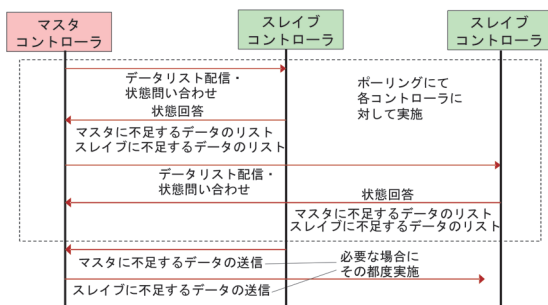 マスタ
コントローラ
スレイブ
コントローラ
スレイブ
コントローラ
データリスト配信・
状態問い合わせ
ポーリングにて
各コントローラに
対して実施
状態回答
マスタに不足するデータのリスト
スレイブに不足するデータのリスト
データリスト配信・
状態問い合わせ
状態回答
マスタに不足するデータのリスト
スレイブに不足するデータのリスト
マスタに不足するデータの送信
必要な場合に
その都度実施
スレイブに不足するデータの送信